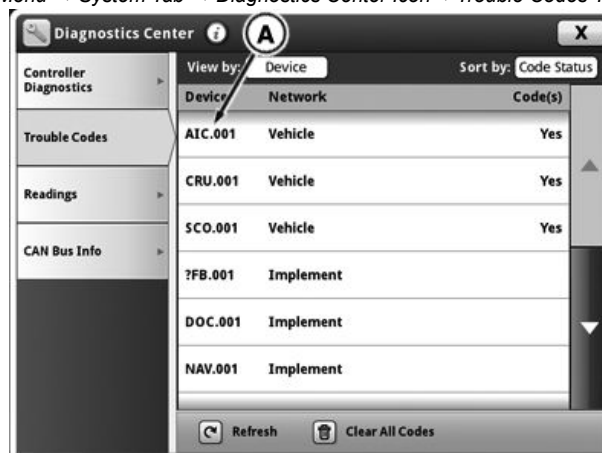 Menu → System Tab → Diagnostics Center Icon → Trouble Codes T
Diagnostics Center i A X
Controller Diagnostics
View by: Device Sort by: Code Status
Device Network Code(s)
Trouble Codes
AIC.001 Vehicle Yes
CRU.001 Vehicle Yes
Readings
SCO.001 Vehicle Yes
CAN Bus Info
?FB.001 Implement
DOC.001 Implement
NAV.001 Implement
Refresh Clear All Codes